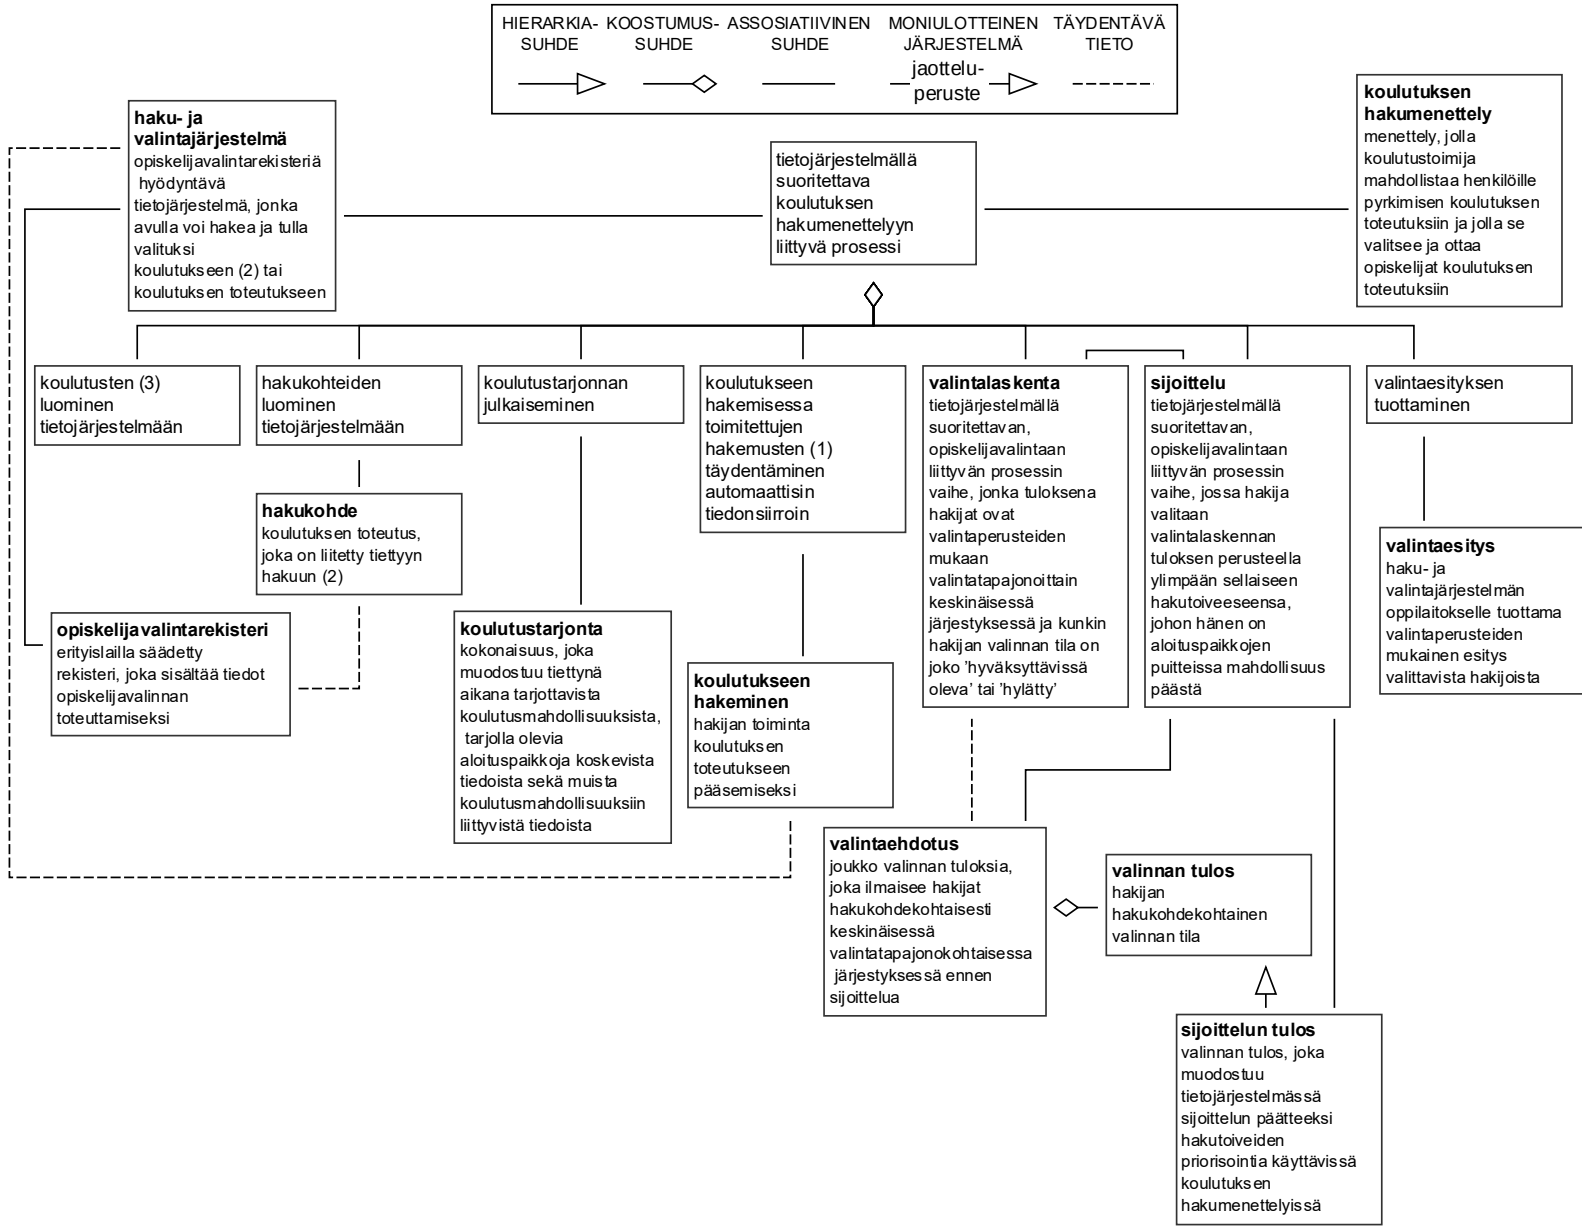 HIERARKIA-
SUHDE
KOOSTUMUS-
SUHDE
ASSOSIATIIVINEN
SUHDE
MONIULOTTEINEN
JÄRJESTELMÄ
jaottelu-
peruste
TÄYDENTÄVÄ
TIETO
haku- ja
valintajärjestelmä
opiskelijavalintarekisteriä
hyödyntävä
tietojärjestelmä, jonka
avulla voi hakea ja tulla
valituksi
koulutukseen (2) tai
koulutuksen toteutukseen
tietojärjestelmällä
suoritettava
koulutuksen
hakumenettelyyn
liittyvä prosessi
koulutuksen
hakumenettely
menettely, jolla
koulutustoimija
mahdollistaa henkilöille
pyrkimisen koulutuksen
toteutuksiin ja jolla se
valitsee ja ottaa
opiskelijat koulutuksen
toteutuksiin
koulutusten (3)
luominen
tietojärjestelmään
hakukohteiden
luominen
tietojärjestelmään
koulutustarjonnan
julkaiseminen
koulutukseen
hakemisessa
toimitettujen
hakemusten (1)
täydentäminen
automaattisin
tiedonsiirroin
valintalaskenta
tietojärjestelmällä
suoritettavan,
opiskelijavalintaan
liittyvän prosessin
vaihe, jonka tuloksena
hakijat ovat
valintaperusteiden
mukaan
valintatapajonoittain
keskinäisessä
järjestyksessä ja kunkin
hakijan valinnan tila on
joko ’hyväksyttävissä
oleva’ tai ’hylätty’
sijoittelu
tietojärjestelmällä
suoritettavan,
opiskelijavalintaan
liittyvän prosessin
vaihe, jossa hakija
valitaan
valintalaskennan
tuloksen perusteella
ylimpään sellaiseen
hakutoiveeseensa,
johon hänen on
aloituspaikkojen
puitteissa mahdollisuus
päästä
valintaesityksen
tuottaminen
hakukohde
koulutuksen toteutus,
joka on liitetty tiettyyn
hakuun (2)
valintaesitys
haku- ja
valintajärjestelmän
oppilaitokselle tuottama
valintaperusteiden
mukainen esitys
valittavista hakijoista
opiskelijavalintarekisteri
erityislailla säädetty
rekisteri, joka sisältää tiedot
opiskelijavalinnan
toteuttamiseksi
koulutustarjonta
kokonaisuus, joka
muodostuu tiettynä
aikana tarjottavista
koulutusmahdollisuuksista,
tarjolla olevia
aloituspaikkoja koskevista
tiedoista sekä muista
koulutusmahdollisuuksiin
liittyvistä tiedoista
koulutukseen
hakeminen
hakijan toiminta
koulutuksen
toteutukseen
pääsemiseksi
valintaehdotus
joukko valinnan tuloksia,
joka ilmaisee hakijat
hakukohdekohtaisesti
keskinäisessä
valintatapajonokohtaisessa
järjestyksessä ennen
sijoittelua
valinnan tulos
hakijan
hakukohdekohtainen
valinnan tila
sijoittelun tulos
valinnan tulos, joka
muodostuu
tietojärjestelmässä
sijoittelun päätteeksi
hakutoiveiden
priorisointia käyttävissä
koulutuksen
hakumenettelyissä